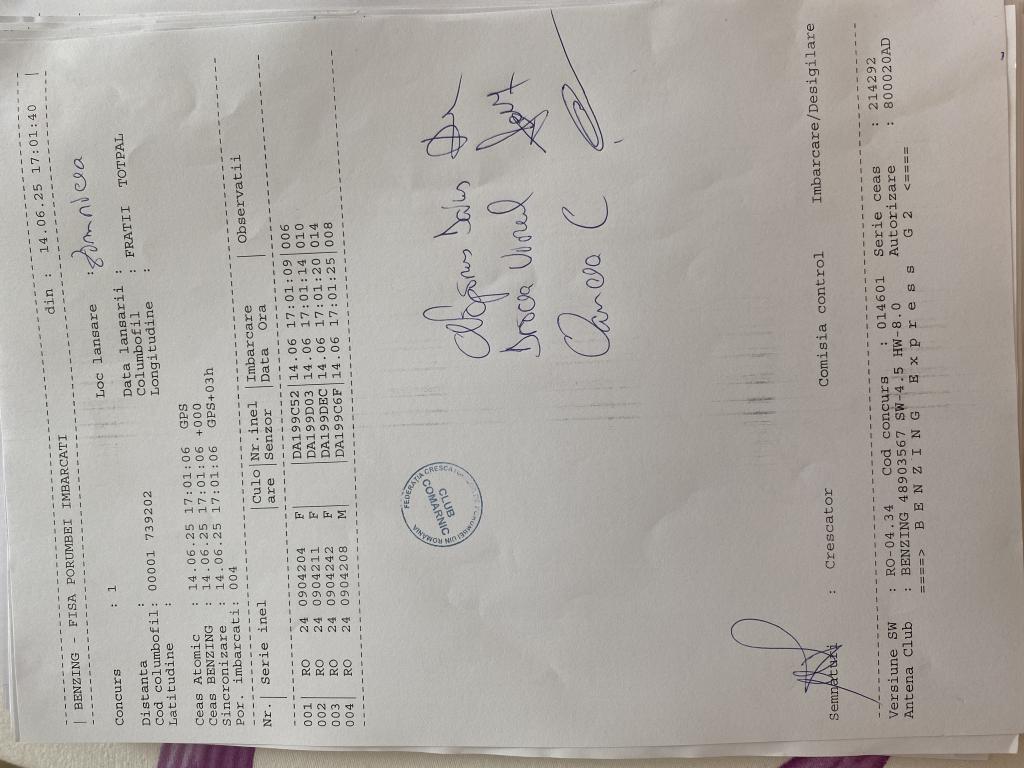 din : 14.06.25 17:01:40 |
| BENZING - FISA PORUMBEI IMBARCATI
Loc lansare :
Concurs : 1
Data lansarii :
Distanta : Columbofil : FRATII TOTPAL
Cod columbofil: 00001 739202 Longitudine :
Latitudine :
Ceas Atomic : 14.06.25 17:01:06 GPS
Ceas BENZING : 14.06.25 17:01:06 +000
Sincronizare : 14.06.25 17:01:06 GPS+03h
Por. imbarcati: 004
Nr.| Serie inel |Culo|Nr.inel |Imbarcare | Observatii
|are |Senzor |Data Ora
001 | RO 24 0904204 F |DA199C52|14.06 17:01:09|006
002 | RO 24 0904211 F |DA199D03|14.06 17:01:14|010
003 | RO 24 0904242 F |DA199DBC|14.06 17:01:20|014
004 | RO 24 0904208 M |DA199C6F|14.06 17:01:25|008
CLUB
COMARNIC
Semnaturi : Crescator Comisia control Imbarcare/Desigilare
Versiune SW : RO-04.34 Cod concurs : 014601 Serie ceas : 214292
Antena Club : BENZING 48903567 SW-4.5 HW-8.0 Autorizare : 800020AD
====> B E N Z I N G E x p r e s s G 2 <====